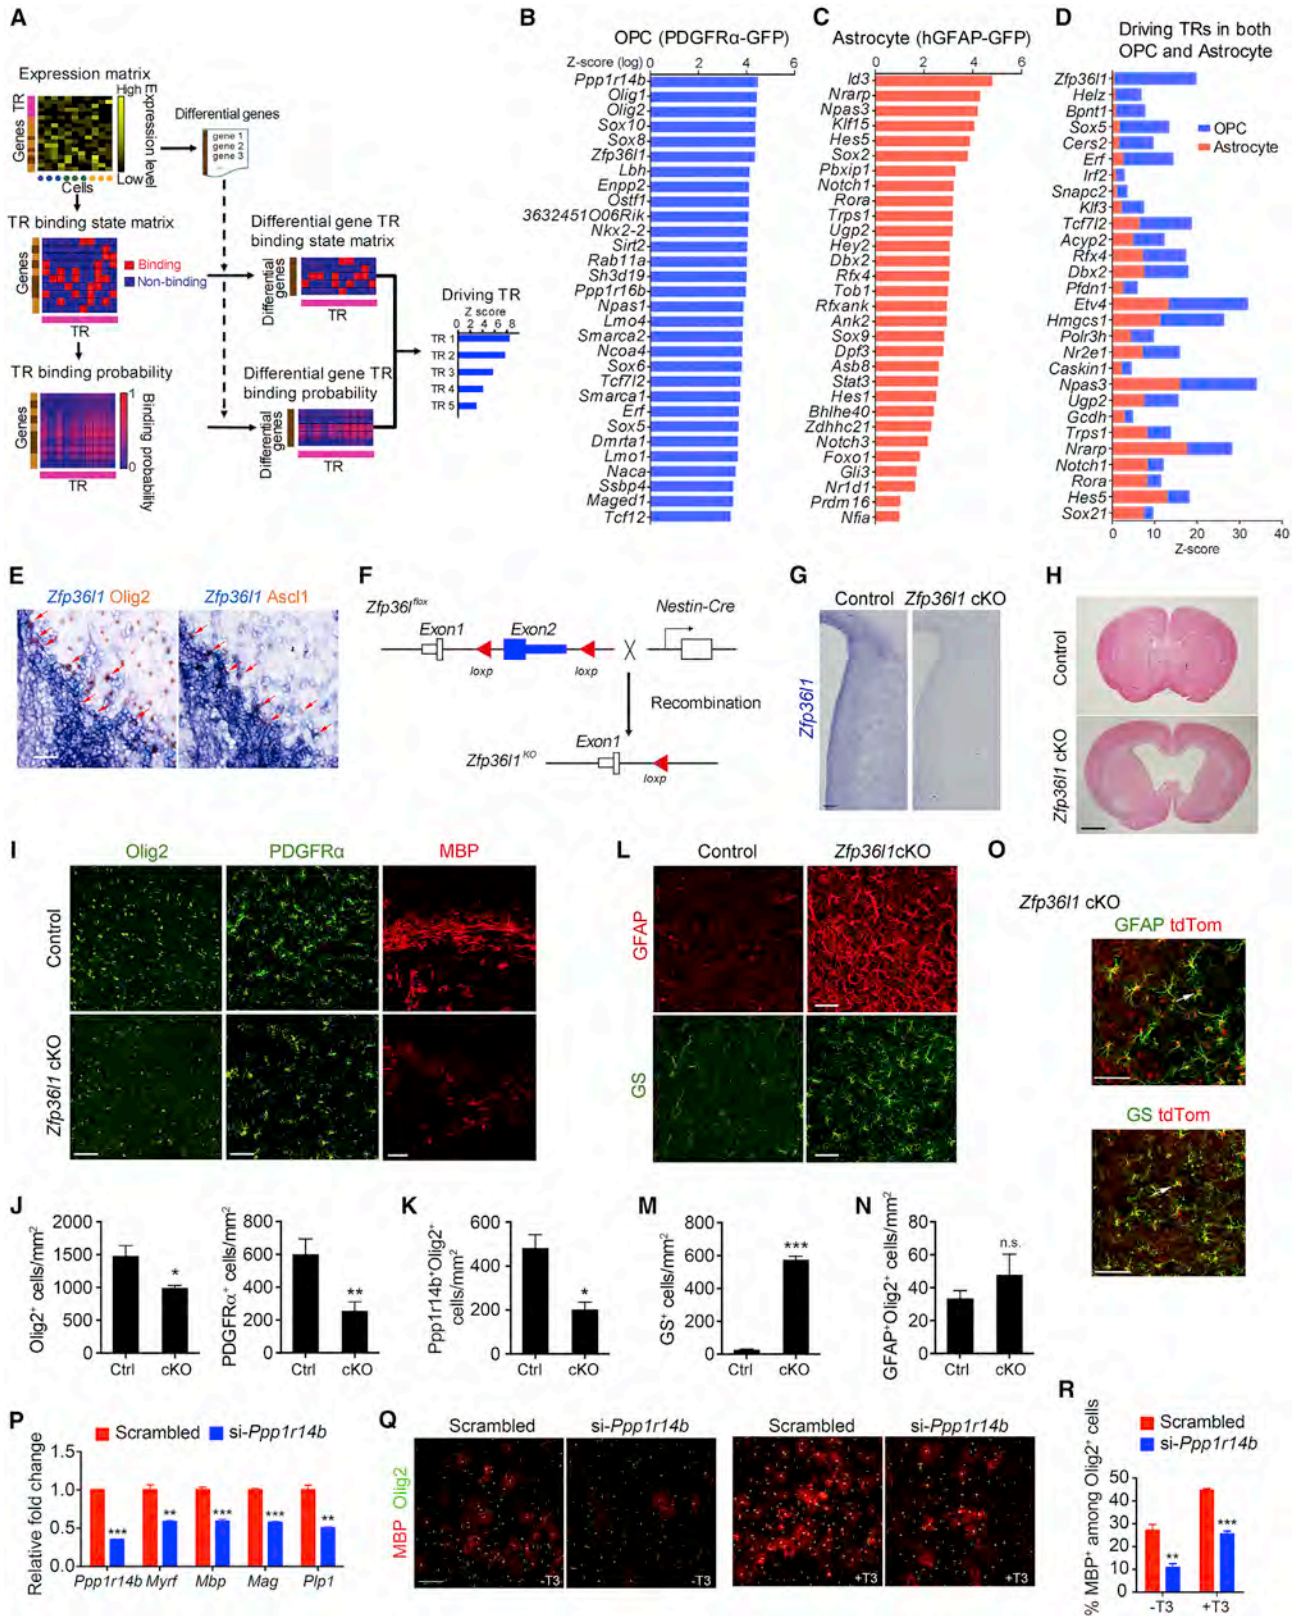 A
Expression matrix
TR
Genes
Cells
High
Low
Expression level
Differential genes
gene 1
gene 2
gene 3
TR binding state matrix
Genes
TR
Binding
Non-binding
Differential gene TR
binding state matrix
Differential
genes
TR
TR binding probability
Genes
TR
1
0
Binding probability
Differential gene TR
binding probability
Differential
genes
TR
Driving TR
Z score
0 2 4 6 8
TR 1
TR 2
TR 3
TR 4
TR 5
B
OPC (PDGFRα-GFP)
Z-score (log) 0 2 4 6
Ppp1r14b
Olig1
Olig2
Sox10
Sox8
Zfp36l1
Lbh
Enpp2
Ostf1
3632451O06Rik
Nkx2-2
Sirt2
Rab11a
Sh3d19
Ppp1r16b
Npas1
Lmo4
Smarca2
Ncoa4
Sox6
Tcf7l2
Smarca1
Erf
Sox5
Dmrta1
Lmo1
Naca
Ssbp4
Maged1
Tcf12
C
Astrocyte (hGFAP-GFP)
0 2 4 6
Id3
Nrarp
Npas3
Klf15
Hes5
Sox2
Pbxip1
Notch1
Rora
Trps1
Ugp2
Hey2
Dbx2
Rfx4
Tob1
Rfxank
Ank2
Sox9
Dpf3
Asb8
Stat3
Hes1
Bhlhe40
Zdhhc21
Notch3
Foxo1
Gli3
Nr1d1
Prdm16
Nfia
D
Driving TRs in both
OPC and Astrocyte
OPC
Astrocyte
Zfp36l1
Helz
Bpnt1
Sox5
Cers2
Erf
Irf2
Snapc2
Klf3
Tcf7l2
Acyp2
Rfx4
Dbx2
Pfdn1
Etv4
Hmgcs1
Polr3h
Nr2e1
Caskin1
Npas3
Ugp2
Gcdh
Trps1
Nrarp
Notch1
Rora
Hes5
Sox21
0 10 20 30 40
Z-score
E
Zfp36l1 Olig2
Zfp36l1 Ascl1
F
Zfp36l flox
Exon1
Exon2
loxp
loxp
Nestin-Cre
Recombination
Exon1
Zfp36l1 KO
loxp
G
Control
Zfp36l1 cKO
Zfp36l1
H
Control
Zfp36l1 cKO
I
Olig2
PDGFRα
MBP
Control
Zfp36l1 cKO
L
Control
Zfp36l1cKO
GFAP
GS
O
Zfp36l1 cKO
GFAP tdTom
GS tdTom
J
Olig2+ cells/mm2
2000
1500
1000
500
0
*
Ctrl cKO
PDGFRα+ cells/mm2
800
600
400
200
0
**
Ctrl cKO
K
Ppp1r14b+Olig2+
cells/mm2
600
400
200
0
*
Ctrl cKO
M
GS+ cells/mm2
800
600
400
200
0
***
Ctrl cKO
N
GFAP+Olig2+ cells/mm2
80
60
40
20
0
n.s.
Ctrl cKO
P
Scrambled
si-Ppp1r14b
Relative fold change
1.5
1.0
0.5
0.0
*** ** *** *** **
Ppp1r14b Myrf Mbp Mag Plp1
Q
Scrambled
si-Ppp1r14b
Scrambled
si-Ppp1r14b
MBP Olig2
-T3
-T3
+T3
+T3
R
Scrambled
si-Ppp1r14b
% MBP+ among Olig2+ cells
50
40
30
20
10
0
**
***
-T3 +T3